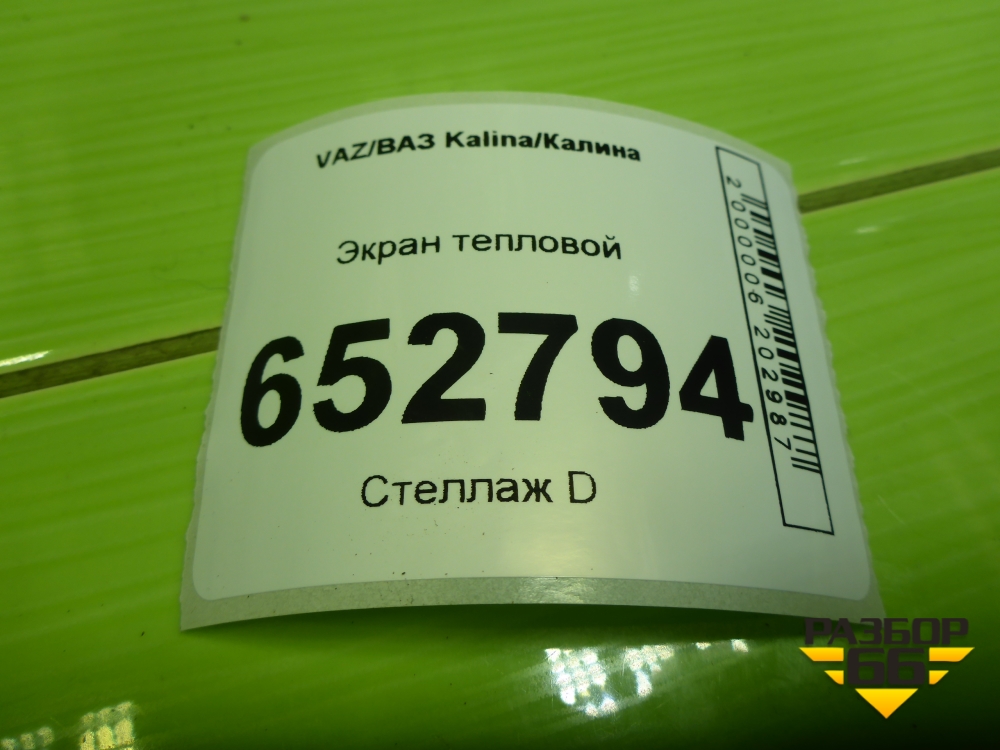 VAZ/ВАЗ Kalina/Калина
Экран тепловой
652794
Стеллаж D
2000006202987
РАЗБОР
66